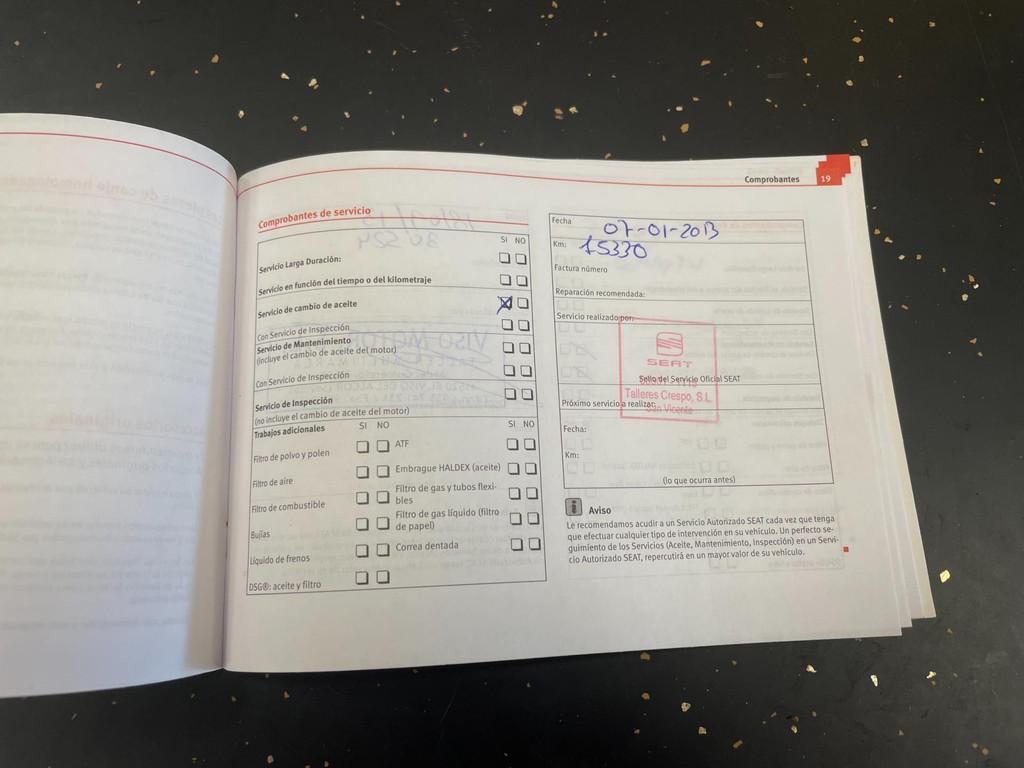 Comprobantes 19
Comprobantes de servicio
SI NO
Servicio Larga Duración:
Servicio en función del tiempo o del kilometraje
Servicio de cambio de aceite
Con Servicio de Inspección
Servicio de Mantenimiento
(incluye el cambio de aceite del motor)
Con Servicio de Inspección
Servicio de Inspección
(no incluye el cambio de aceite del motor)
Trabajos adicionales SI NO SI NO
Filtro de polvo y polen
Filtro de aire
Filtro de combustible
Bujías
Líquido de frenos
DSG®: aceite y filtro
ATF
Embrague HALDEX (aceite)
Filtro de gas y tubos flexi-
bles
Filtro de gas líquido (filtro
de papel)
Correa dentada
Fecha 07-01-2013
Km: 15330
Factura número
Reparación recomendada:
Servicio realizado por:
SEAT
Sello del Servicio Oficial SEAT
Talleres Crespo, S.L
San Vicente
Próximo servicio a realizar:
Fecha:
Km:
(lo que ocurra antes)
i Aviso
Le recomendamos acudir a un Servicio Autorizado SEAT cada vez que tenga
que efectuar cualquier tipo de intervención en su vehículo. Un perfecto se-
guimiento de los Servicios (Aceite, Mantenimiento, Inspección) en un Servi-
cio Autorizado SEAT, repercutirá en un mayor valor de su vehículo.